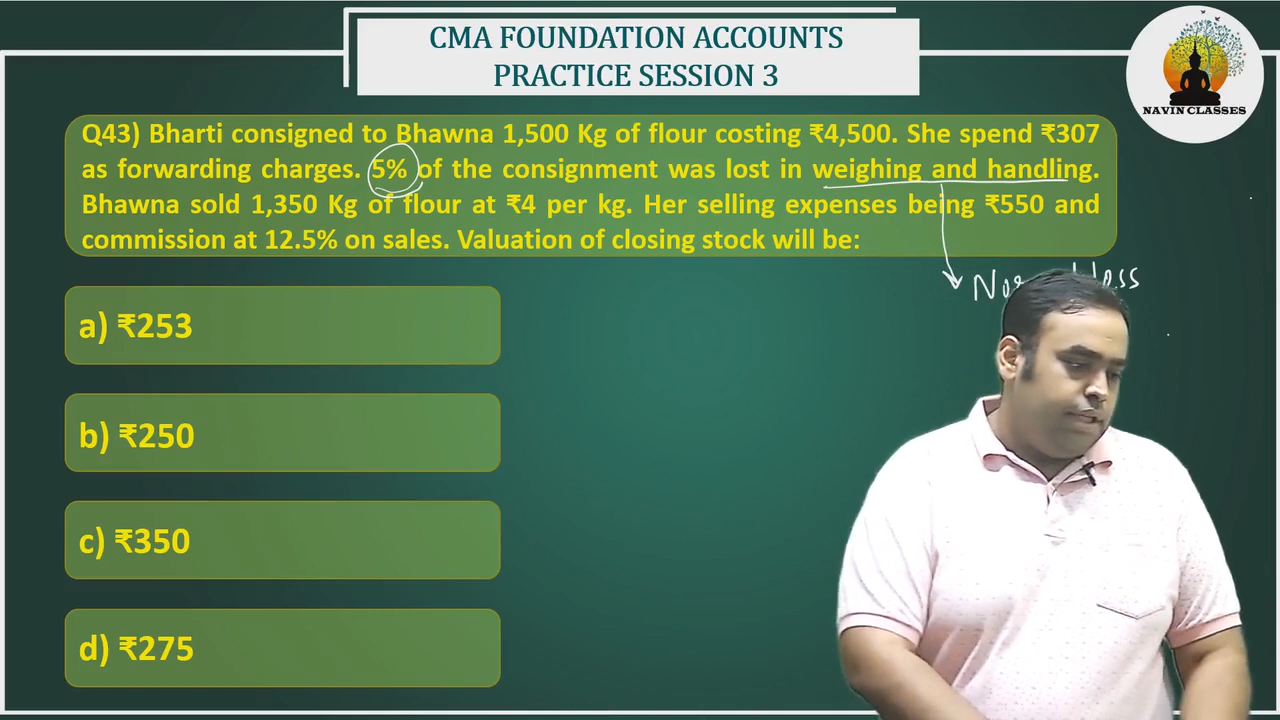 CMA FOUNDATION ACCOUNTS
PRACTICE SESSION 3
NAVIN CLASSES
Q43) Bharti consigned to Bhawna 1,500 Kg of flour costing ₹4,500. She spend ₹307
as forwarding charges. 5% of the consignment was lost in weighing and handling.
Bhawna sold 1,350 Kg of flour at ₹4 per kg. Her selling expenses being ₹550 and
commission at 12.5% on sales. Valuation of closing stock will be:
loss
a) ₹253
b) ₹250
c) ₹350
d) ₹275